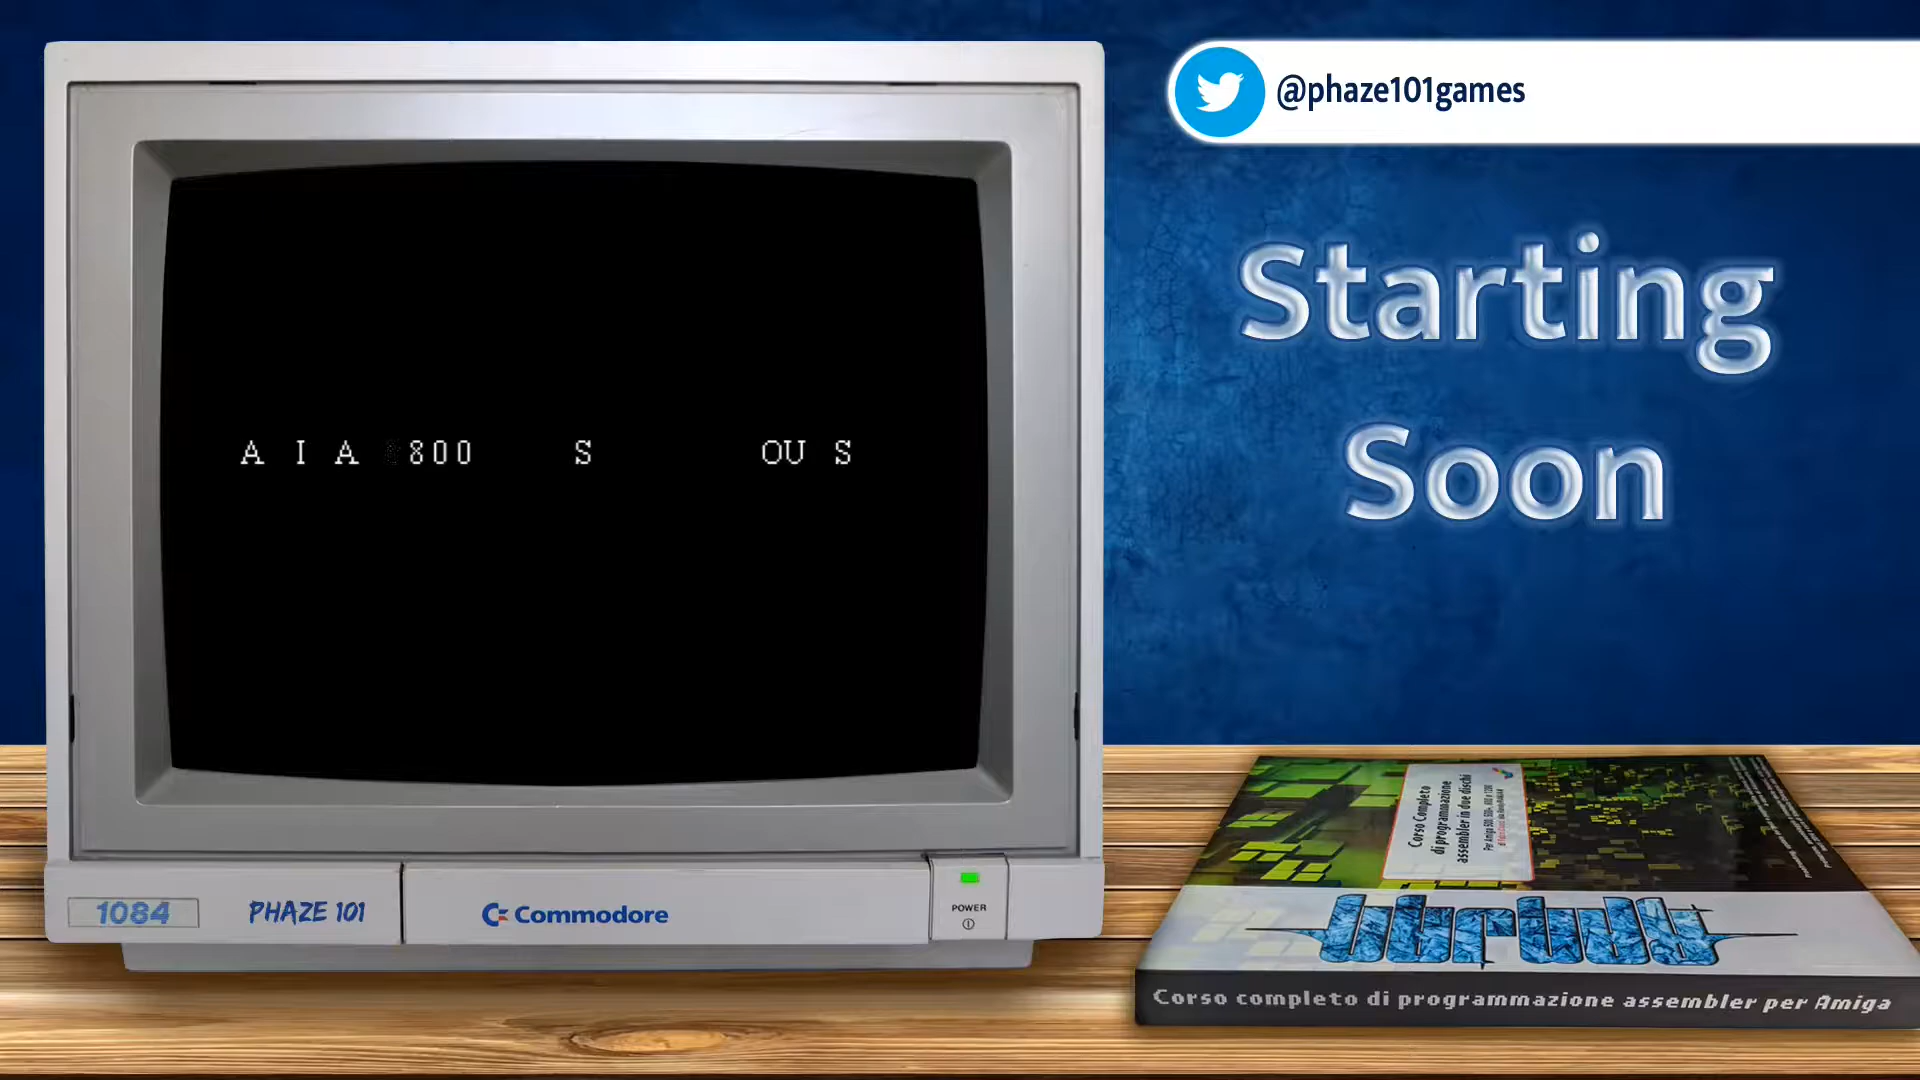 @phaze101games
Starting
Soon
A I A 800 S OU S
1084
PHAZE 101
Commodore
POWER
Corso Completo
di programmazione
assembler in due dischi
Corso completo di programmazione assembler per Amiga